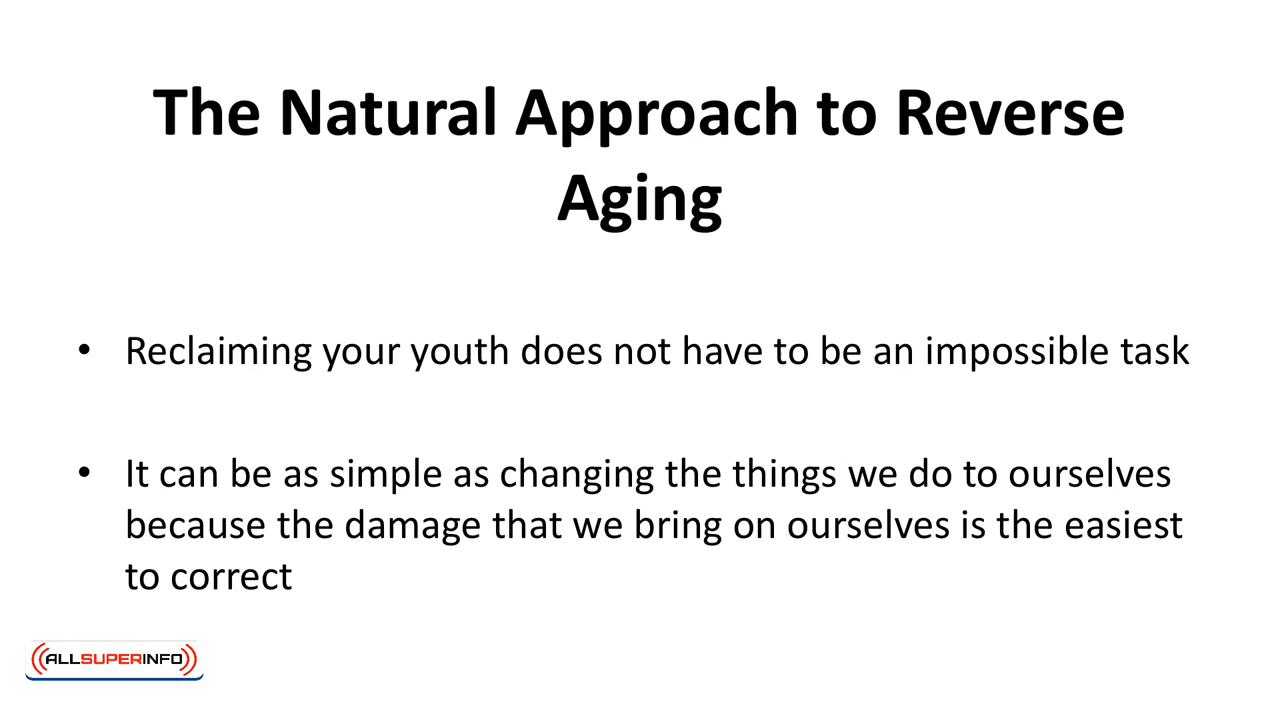 The Natural Approach to Reverse
Aging
• Reclaiming your youth does not have to be an impossible task
• It can be as simple as changing the things we do to ourselves
because the damage that we bring on ourselves is the easiest
to correct
ALLSUPERINFO